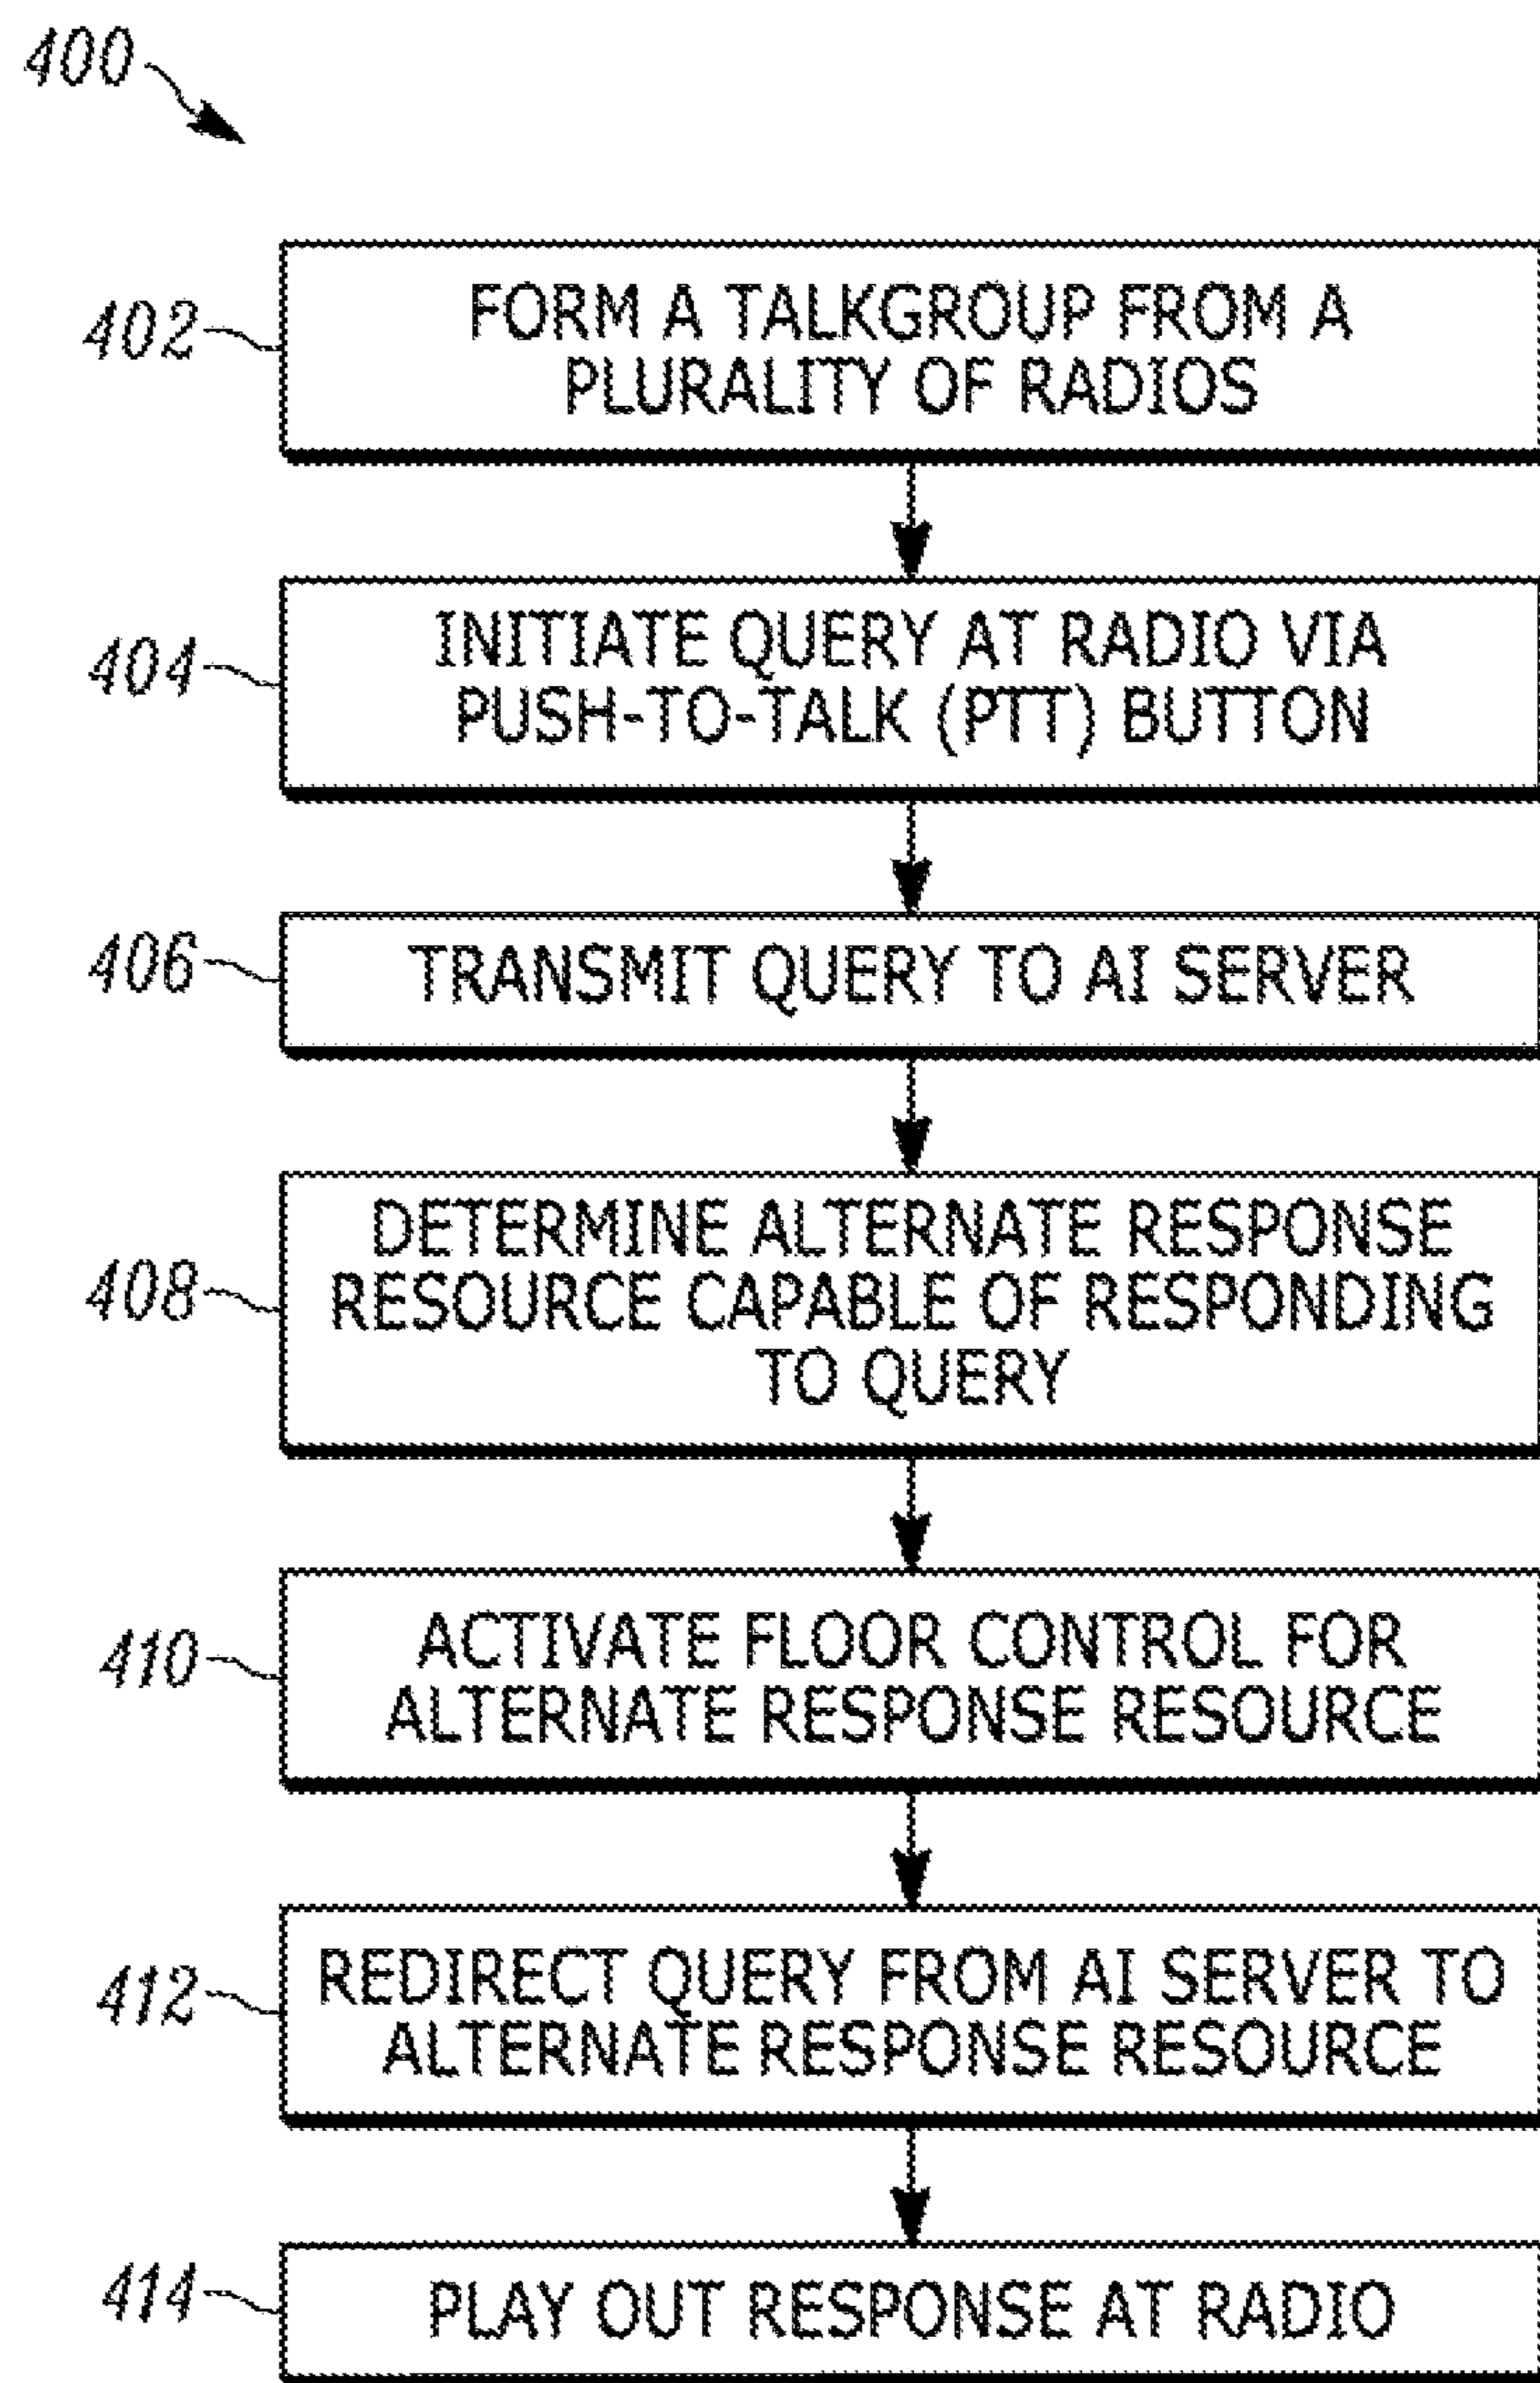 400
402
FORM A TALKGROUP FROM A
PLURALITY OF RADIOS
404
INITIATE QUERY AT RADIO VIA
PUSH-TO-TALK (PTT) BUTTON
406
TRANSMIT QUERY TO AI SERVER
408
DETERMINE ALTERNATE RESPONSE
RESOURCE CAPABLE OF RESPONDING
TO QUERY
410
ACTIVATE FLOOR CONTROL FOR
ALTERNATE RESPONSE RESOURCE
412
REDIRECT QUERY FROM AI SERVER TO
ALTERNATE RESPONSE RESOURCE
414
PLAY OUT RESPONSE AT RADIO